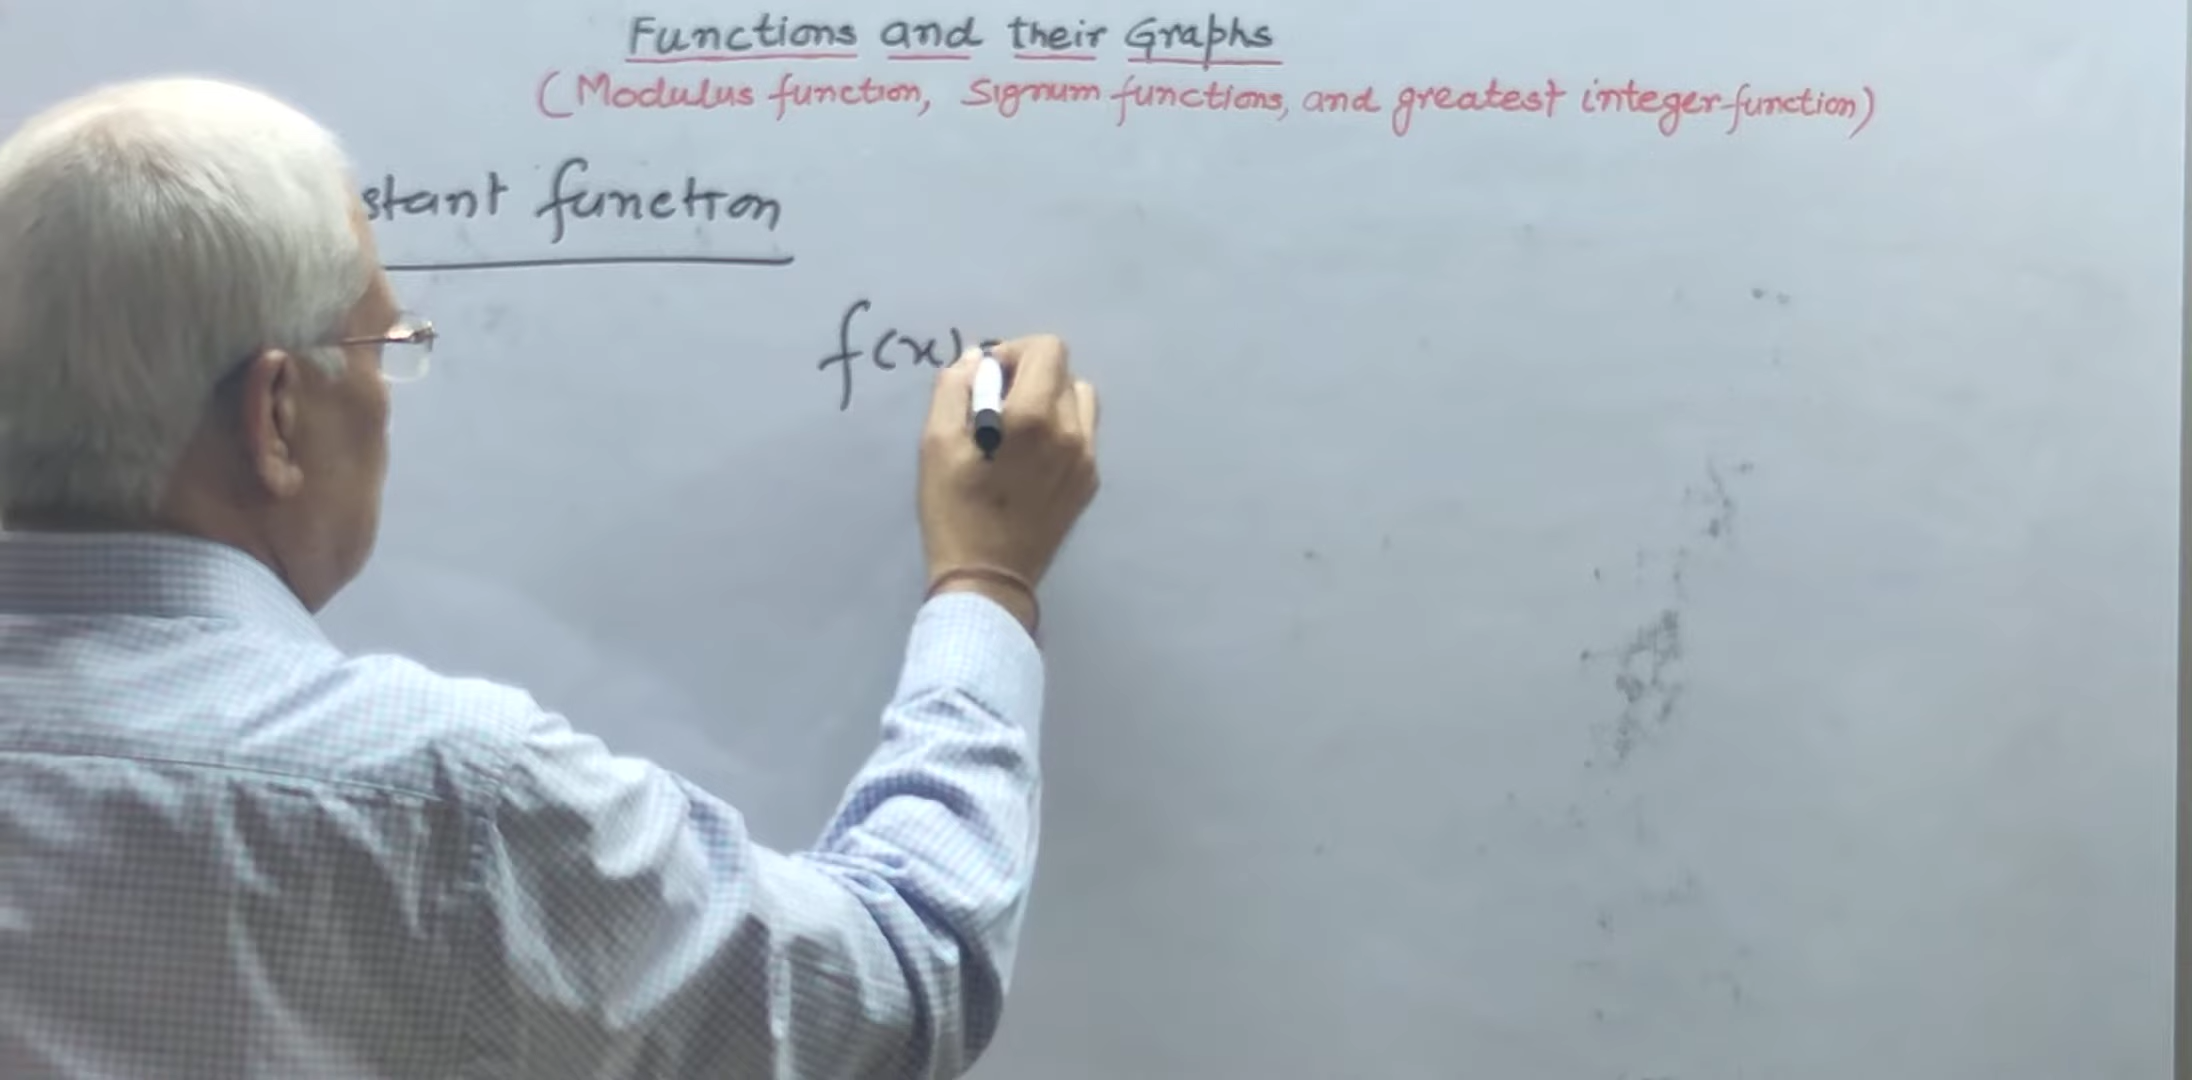 Functions and their Graphs
(Modulus function, Signum functions, and greatest integer function)
stant function
f(x) =